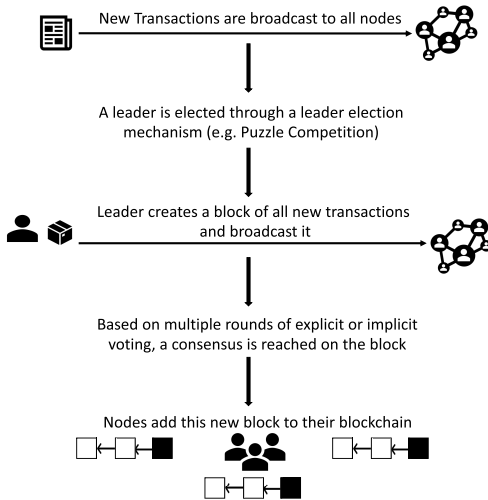 New Transactions are broadcast to all nodes
A leader is elected through a leader election
mechanism (e.g. Puzzle Competition)
Leader creates a block of all new transactions
and broadcast it
Based on multiple rounds of explicit or implicit
voting, a consensus is reached on the block
Nodes add this new block to their blockchain